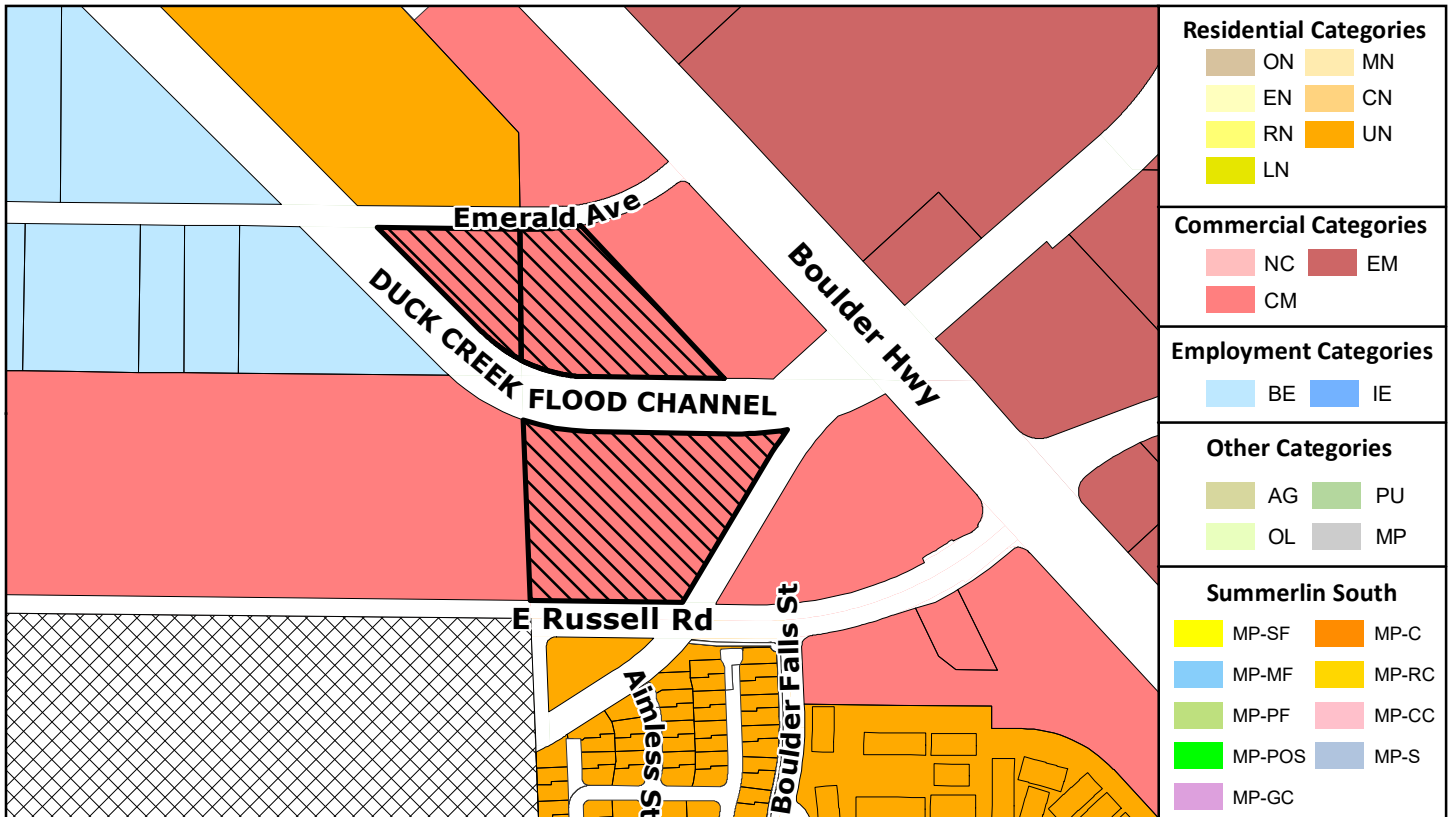 Emerald Ave
DUCK CREEK FLOOD CHANNEL
Boulder Hwy
E Russell Rd
Aimless St
Boulder Falls St
Residential Categories
ON MN
EN CN
RN UN
LN
Commercial Categories
NC EM
CM
Employment Categories
BE IE
Other Categories
AG PU
OL MP
Summerlin South
MP-SF MP-C
MP-MF MP-RC
MP-PF MP-CC
MP-POS MP-S
MP-GC